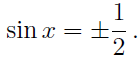 sin x = ± 1/2 .